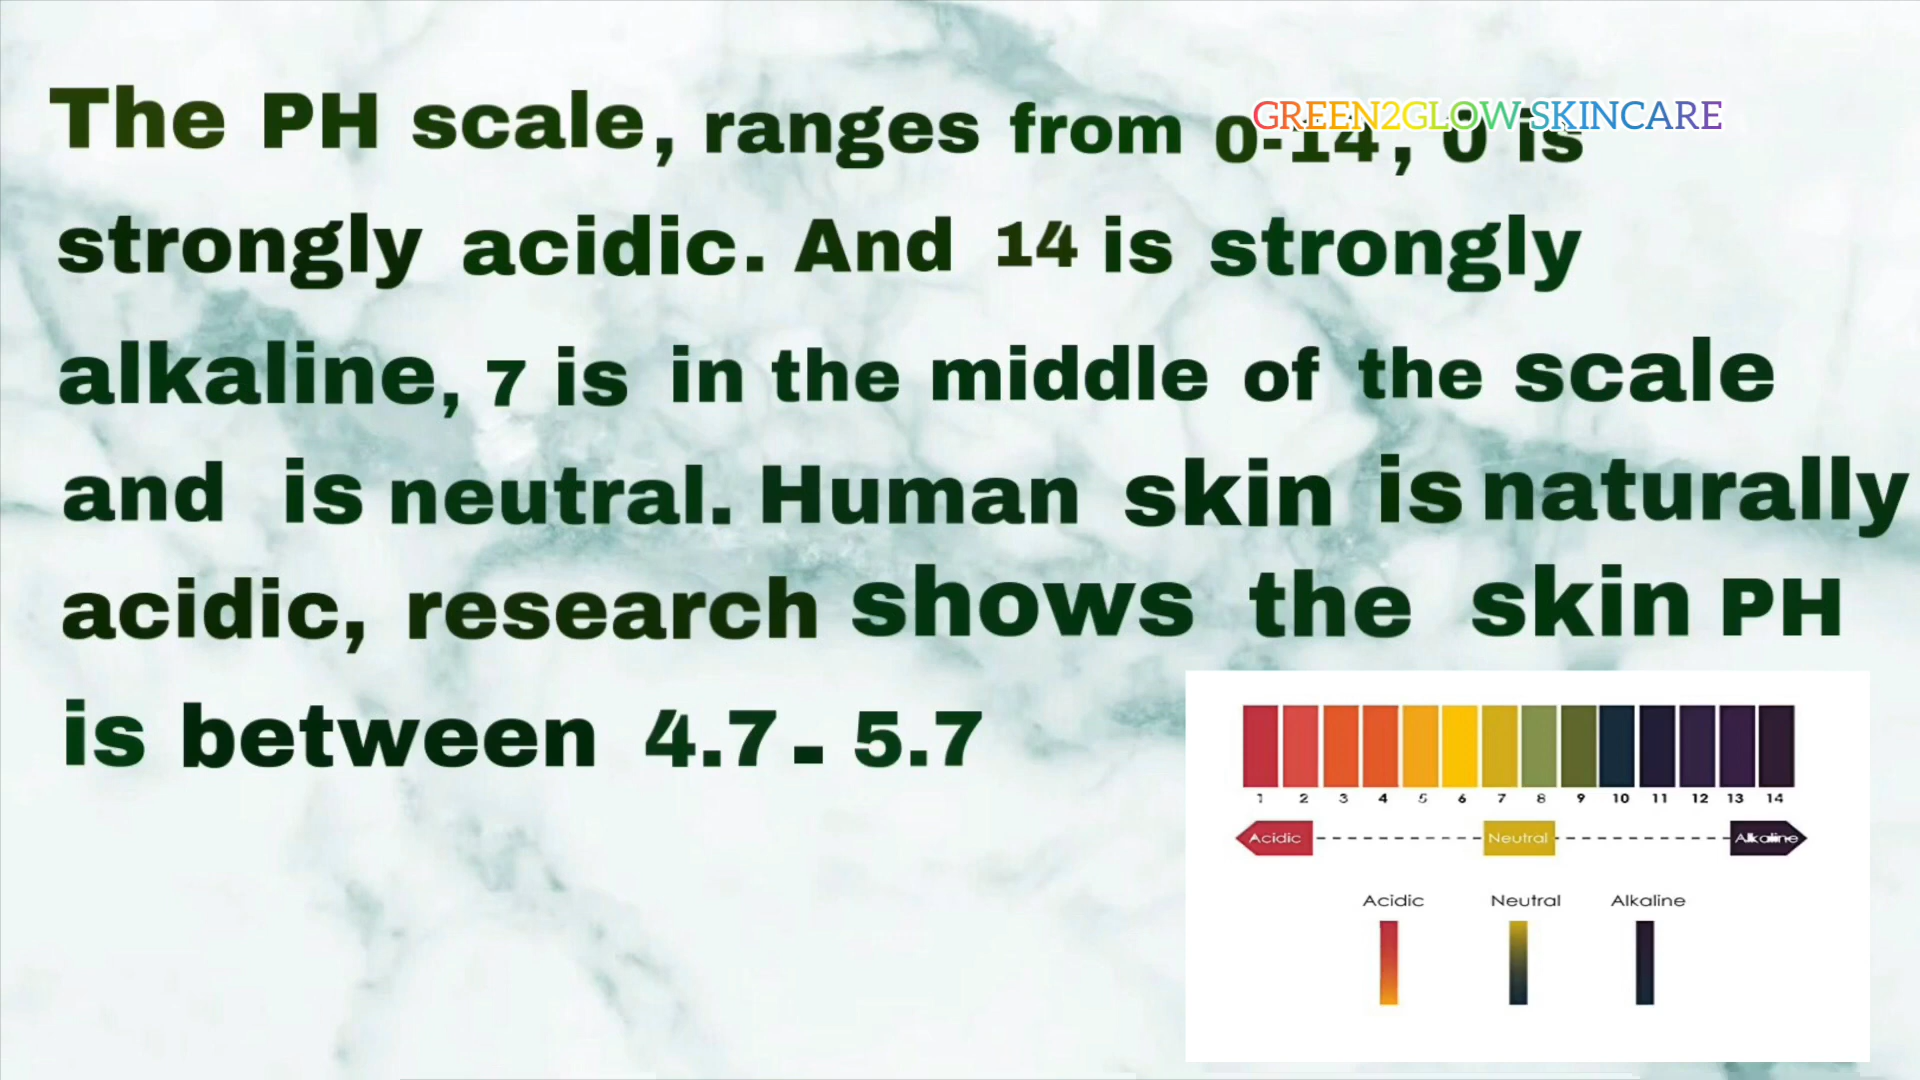 GREEN2GLOW SKINCARE
The PH scale, ranges from 0-14, 0 is
strongly acidic. And 14 is strongly
alkaline, 7 is in the middle of the scale
and is neutral. Human skin is naturally
acidic, research shows the skin PH
is between 4.7 - 5.7
1 2 3 4 5 6 7 8 9 10 11 12 13 14
Acidic Neutral Alkaline
Acidic Neutral Alkaline